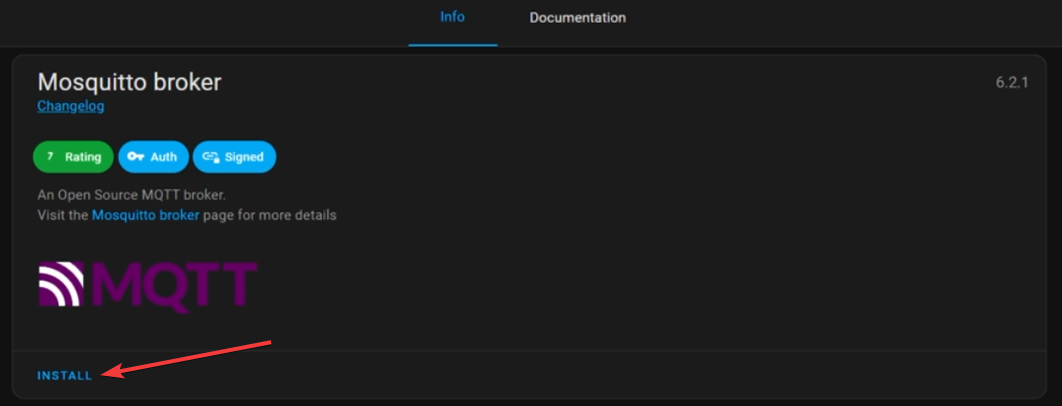 Info Documentation
Mosquitto broker 6.2.1
Changelog
7 Rating Auth Signed
An Open Source MQTT broker.
Visit the Mosquitto broker page for more details
MQTT
INSTALL